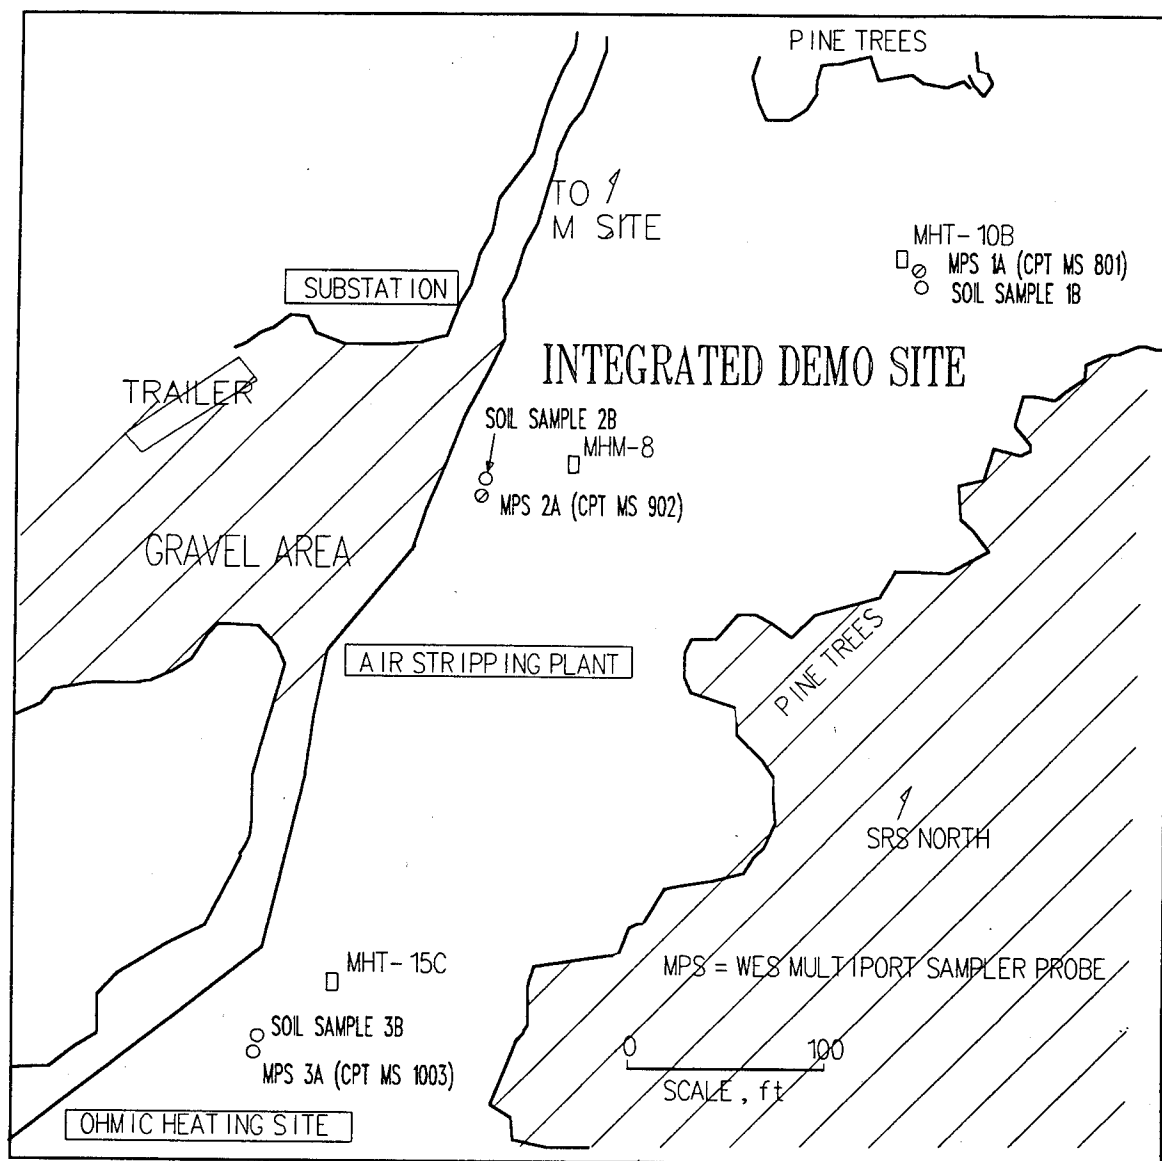 PINE TREES
TO
M SITE
MHT-10B
MPS 1A (CPT MS 801)
SOIL SAMPLE 1B
SUBSTATION
INTEGRATED DEMO SITE
TRAILER
SOIL SAMPLE 2B
MHM-8
MPS 2A (CPT MS 902)
GRAVEL AREA
AIR STRIPPING PLANT
PINE TREES
SRS NORTH
MHT-15C
MPS = WES MULTIPORT SAMPLER PROBE
SOIL SAMPLE 3B
MPS 3A (CPT MS 1003)
0 100
SCALE, ft
OHMIC HEATING SITE